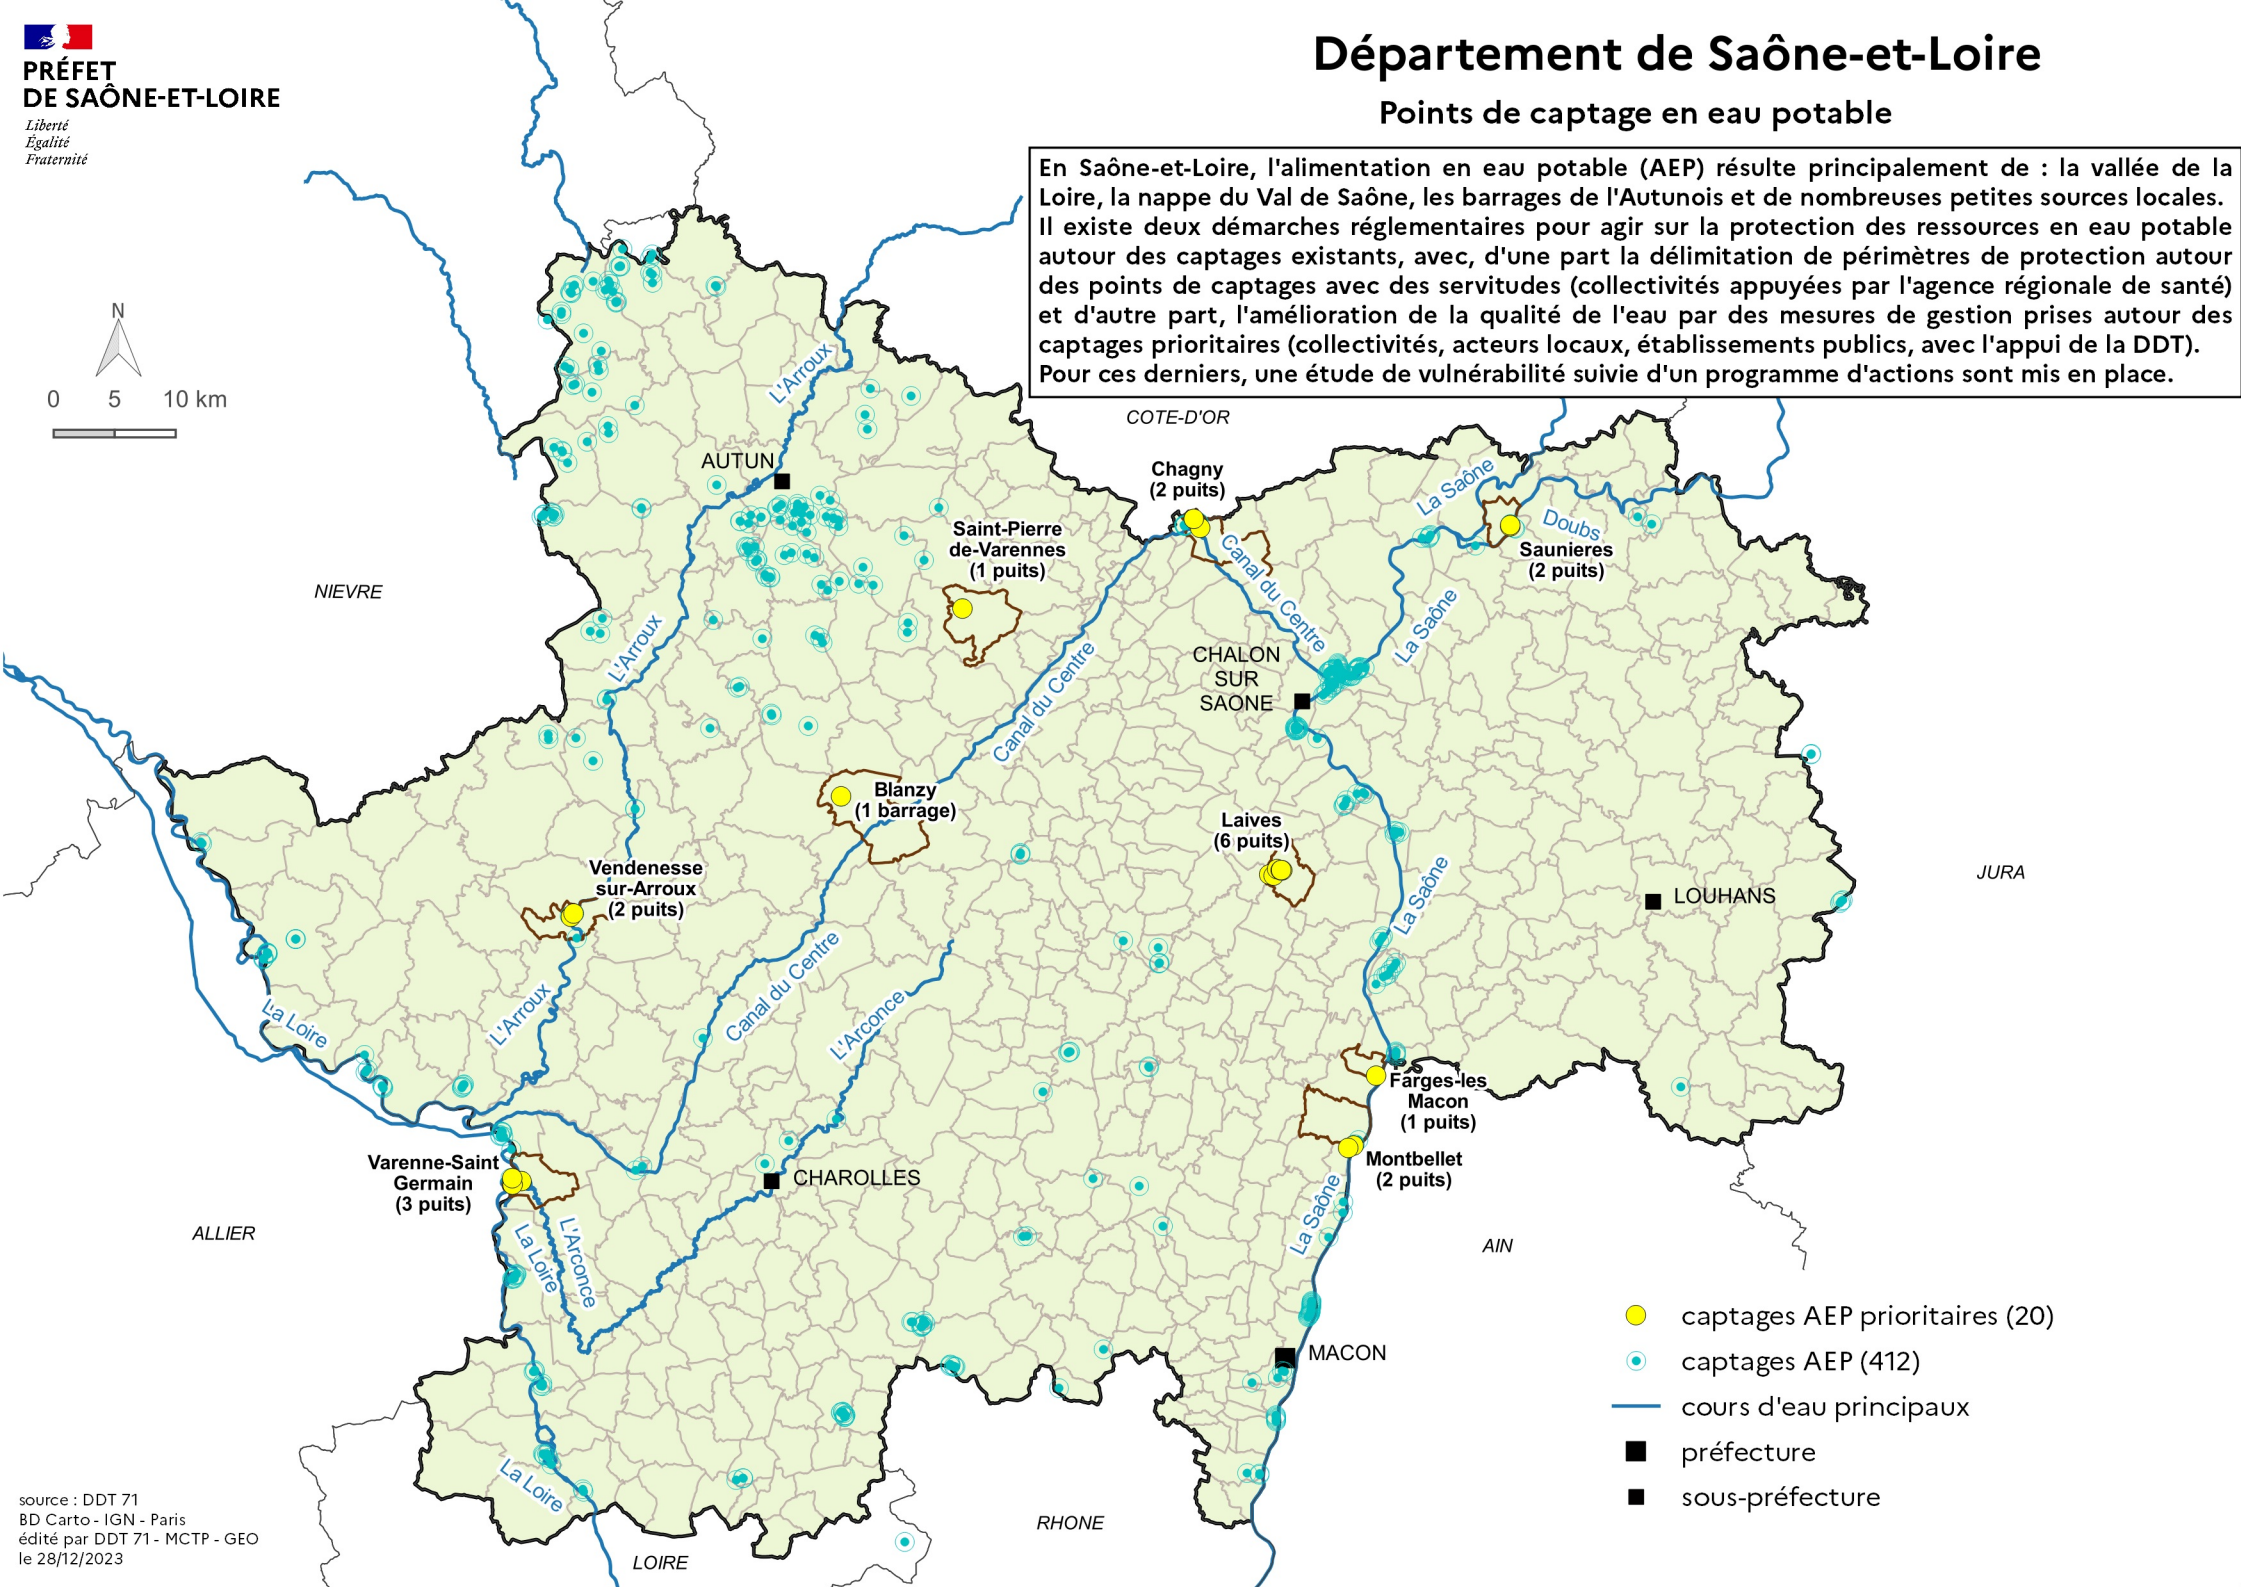 PRÉFET
DE SAÔNE-ET-LOIRE
Liberté
Égalité
Fraternité
Département de Saône-et-Loire
Points de captage en eau potable
En Saône-et-Loire, l'alimentation en eau potable (AEP) résulte principalement de : la vallée de la
Loire, la nappe du Val de Saône, les barrages de l'Autunois et de nombreuses petites sources locales.
Il existe deux démarches réglementaires pour agir sur la protection des ressources en eau potable
autour des captages existants, avec, d'une part la délimitation de périmètres de protection autour
des points de captages avec des servitudes (collectivités appuyées par l'agence régionale de santé)
et d'autre part, l'amélioration de la qualité de l'eau par des mesures de gestion prises autour des
captages prioritaires (collectivités, acteurs locaux, établissements publics, avec l'appui de la DDT).
Pour ces derniers, une étude de vulnérabilité suivie d'un programme d'actions sont mis en place.
N
0 5 10 km
COTE-D'OR
L'Arroux
AUTUN
Chagny
(2 puits)
La Saône
Doubs
Saunieres
(2 puits)
Saint-Pierre
de-Varennes
(1 puits)
Canal du Centre
NIEVRE
L'Arroux
La Saône
CHALON
SUR
SAONE
Canal du Centre
Blanzy
(1 barrage)
Laives
(6 puits)
Vendenesse
sur-Arroux
(2 puits)
La Saône
LOUHANS
JURA
La Loire
L'Arroux
Canal du Centre
L'Arconce
Farges-les
Macon
(1 puits)
Montbellet
(2 puits)
Varenne-Saint
Germain
(3 puits)
CHAROLLES
La Saône
ALLIER
La Loire
L'Arconce
AIN
MACON
La Loire
RHONE
LOIRE
captages AEP prioritaires (20)
captages AEP (412)
cours d'eau principaux
préfecture
sous-préfecture
source : DDT 71
BD Carto - IGN - Paris
édité par DDT 71 - MCTP - GEO
le 28/12/2023